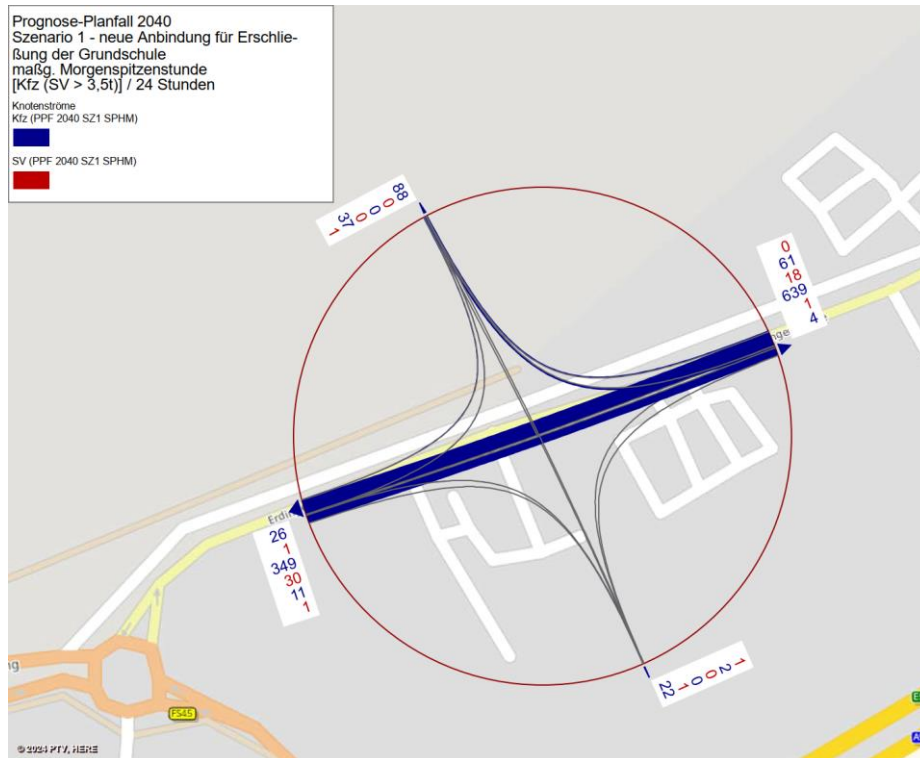 Prognose-Planfall 2040
Szenario 1 - neue Anbindung für Erschlie-
ßung der Grundschule
maßg. Morgenspitzenstunde
[Kfz (SV > 3,5t)] / 24 Stunden
Knotenströme
Kfz (PPF 2040 SZ1 SPHM)
SV (PPF 2040 SZ1 SPHM)
88
0
0
0
37
1
0
61
18
639
1
4
26
1
349
30
11
1
22
1
0
0
2
1
FS45
© 2024 PTV, HERE